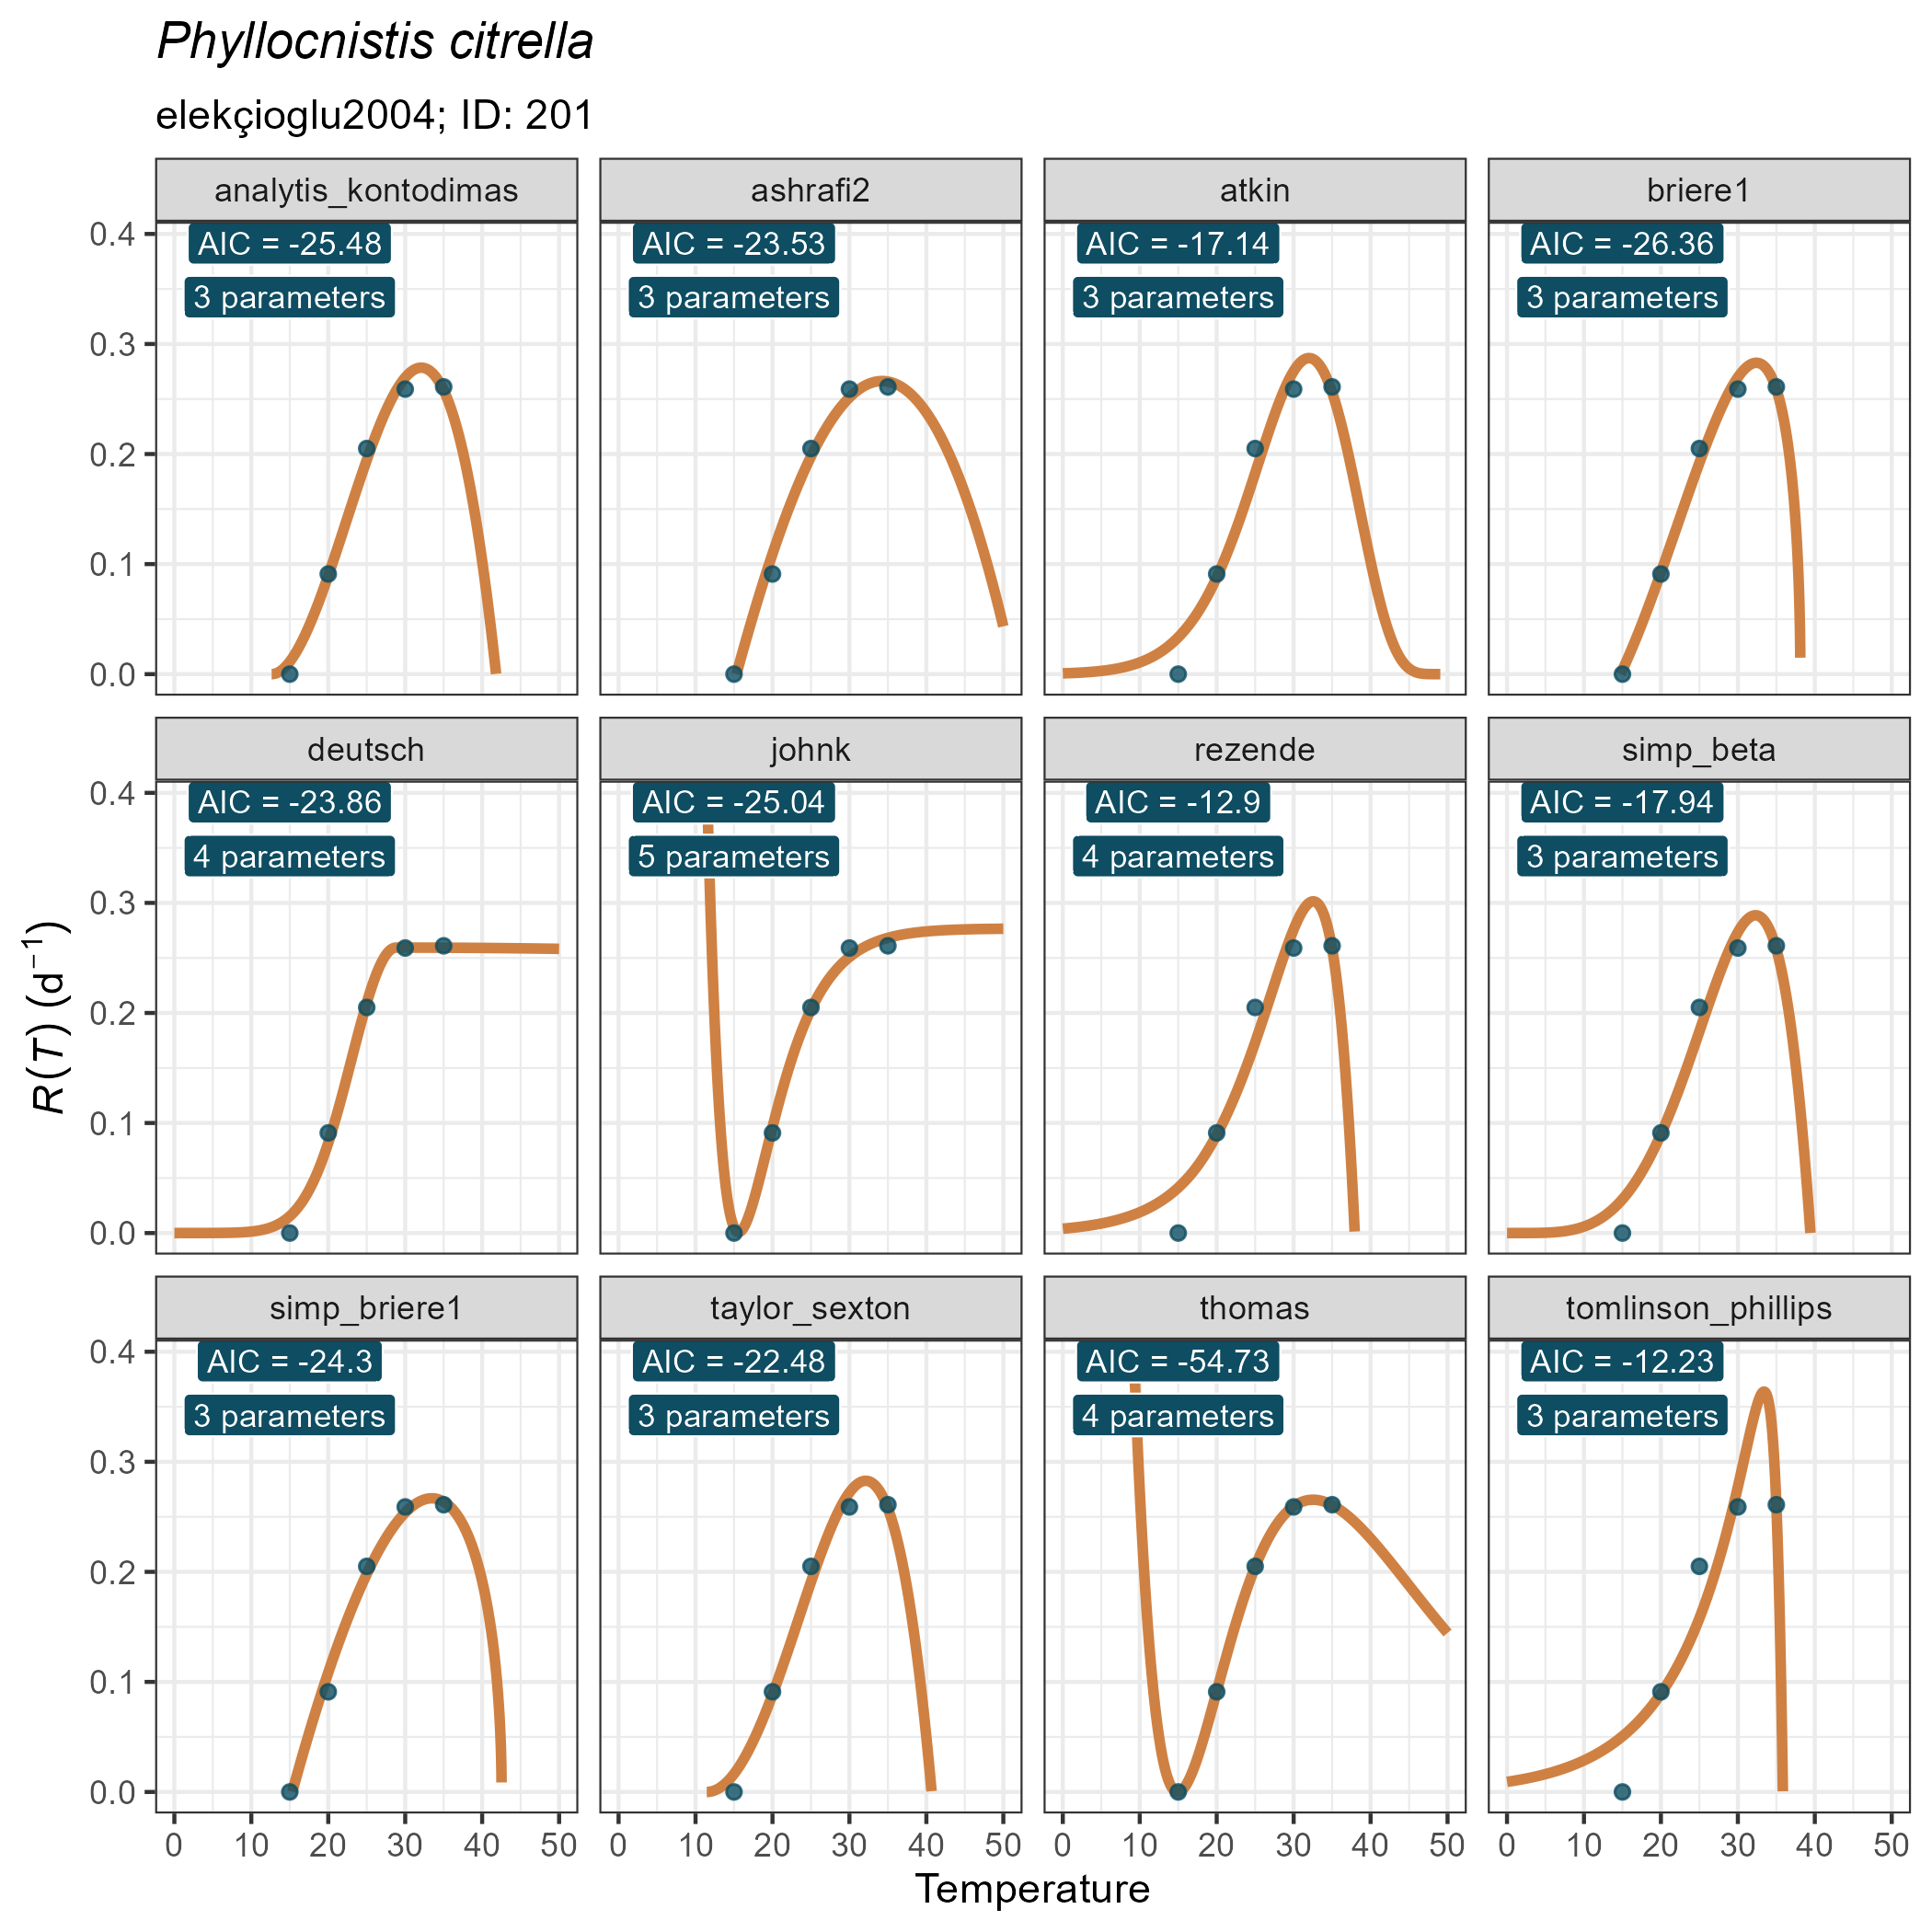 Phyllocnistis citrella
elekçioglu2004; ID: 201
analytis_kontodimas ashrafi2 atkin briere1
AIC = -25.48 AIC = -23.53 AIC = -17.14 AIC = -26.36
3 parameters 3 parameters 3 parameters 3 parameters
0.4
0.3
0.2
0.1
0.0
deutsch johnk rezende simp_beta
AIC = -23.86 AIC = -25.04 AIC = -12.9 AIC = -17.94
4 parameters 5 parameters 4 parameters 3 parameters
0.4
0.3
0.2
0.1
0.0
R(T) (d⁻¹)
simp_briere1 taylor_sexton thomas tomlinson_phillips
AIC = -24.3 AIC = -22.48 AIC = -54.73 AIC = -12.23
3 parameters 3 parameters 4 parameters 3 parameters
0.4
0.3
0.2
0.1
0.0
0 10 20 30 40 50 0 10 20 30 40 50 0 10 20 30 40 50 0 10 20 30 40 50
Temperature